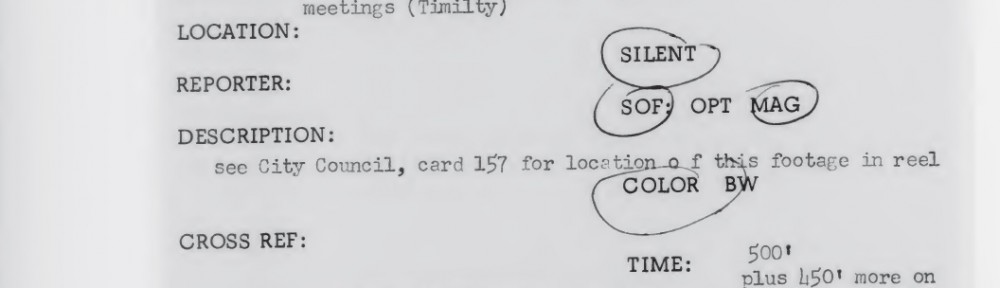 meetings (Timilty)
LOCATION:
SILENT
REPORTER:
SOF: OPT MAG
DESCRIPTION:
see City Council, card 157 for location o f this footage in reel
COLOR BW
CROSS REF:
TIME: 500'
plus 450' more on